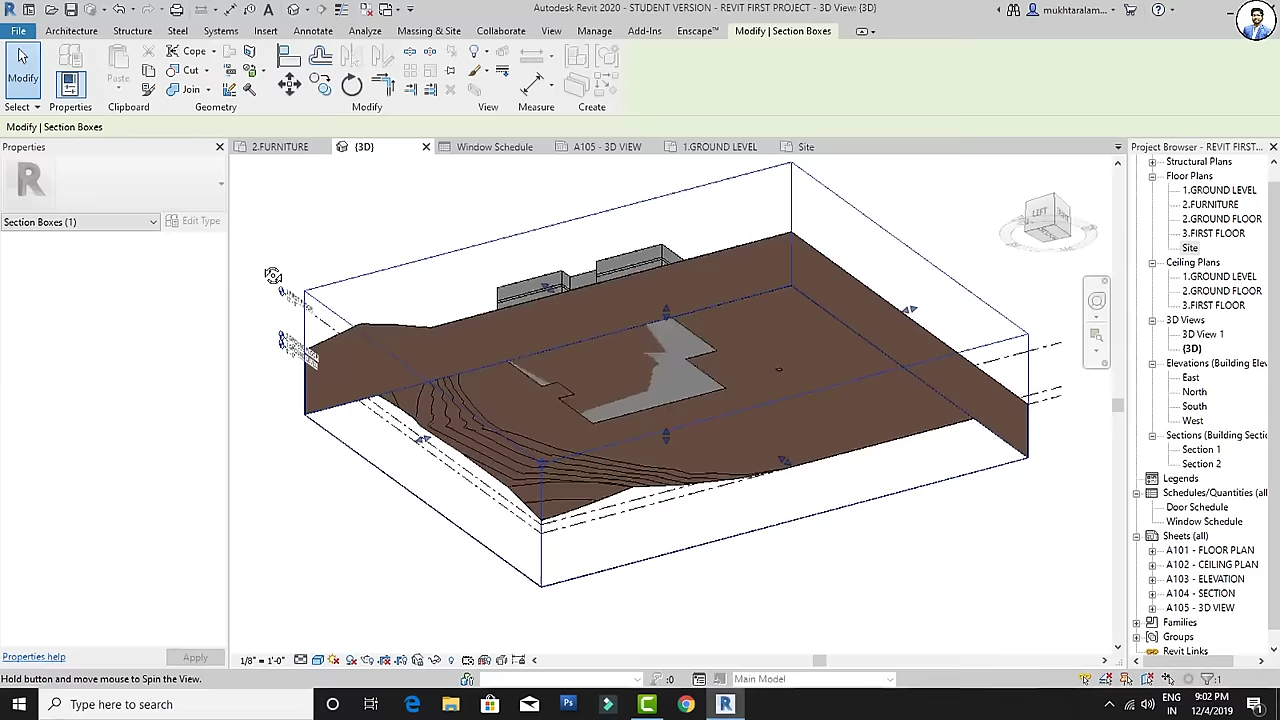 Autodesk Revit 2020 - STUDENT VERSION - REVIT FIRST PROJECT - 3D View: {3D}
mukhtaralam...
File Architecture Structure Steel Systems Insert Annotate Analyze Massing & Site Collaborate View Manage Add-Ins Enscape™ Modify | Section Boxes
Modify
Paste
Cope
Cut
Join
Select Properties Clipboard Geometry Modify View Measure Create
Modify | Section Boxes
Properties
2.FURNITURE {3D} Window Schedule A105 - 3D VIEW 1.GROUND LEVEL Site
Section Boxes (1)
Edit Type
LEFT
Properties help
Apply
Project Browser - REVIT FIRST...
Structural Plans
Floor Plans
1.GROUND LEVEL
2.FURNITURE
2.GROUND FLOOR
3.FIRST FLOOR
Site
Ceiling Plans
1.GROUND LEVEL
2.GROUND FLOOR
3.FIRST FLOOR
3D Views
3D View 1
{3D}
Elevations (Building Elev
East
North
South
West
Sections (Building Sectio
Section 1
Section 2
Legends
Schedules/Quantities (all
Door Schedule
Window Schedule
Sheets (all)
A101 - FLOOR PLAN
A102 - CEILING PLAN
A103 - ELEVATION
A104 - SECTION
A105 - 3D VIEW
Families
Groups
Revit Links
1/8" = 1'-0"
Hold button and move mouse to Spin the View.
:0
Main Model
:1
Type here to search
ENG
IN
9:02 PM
12/4/2019